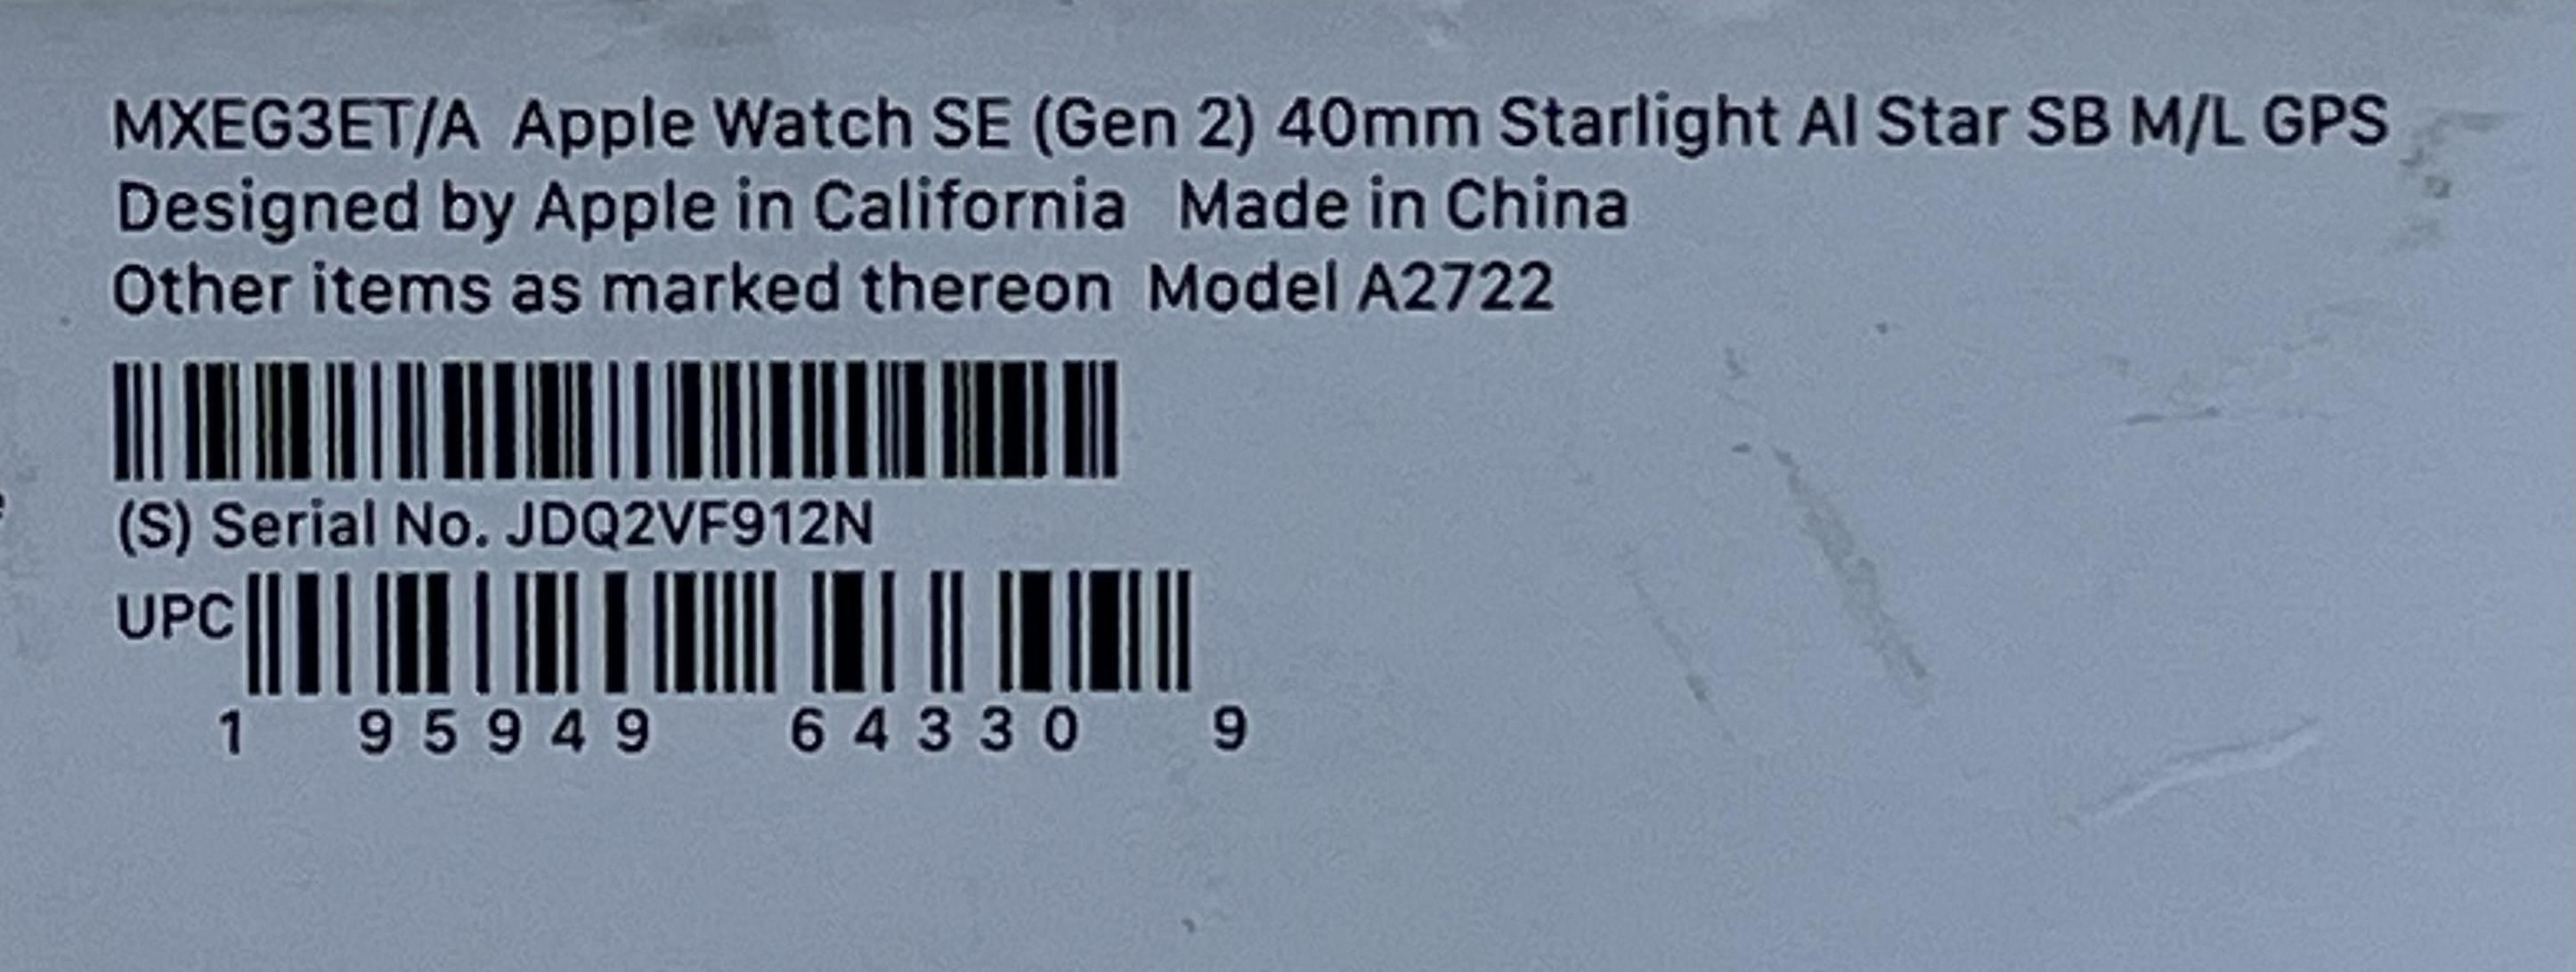 MXEG3ET/A Apple Watch SE (Gen 2) 40mm Starlight Al Star SB M/L GPS
Designed by Apple in California Made in China
Other items as marked thereon Model A2722
(S) Serial No. JDQ2VF912N
UPC
1 95949 64330 9